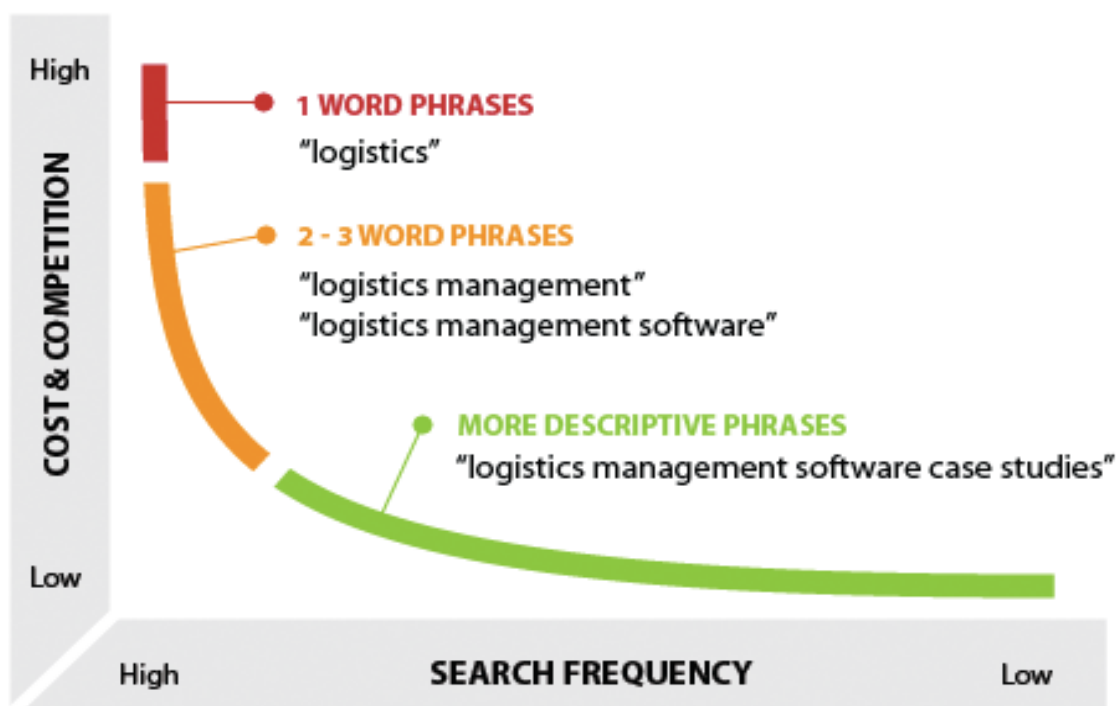 High
COST & COMPETITION
Low
1 WORD PHRASES
“logistics”
2 - 3 WORD PHRASES
“logistics management”
“logistics management software”
MORE DESCRIPTIVE PHRASES
“logistics management software case studies”
High
SEARCH FREQUENCY
Low